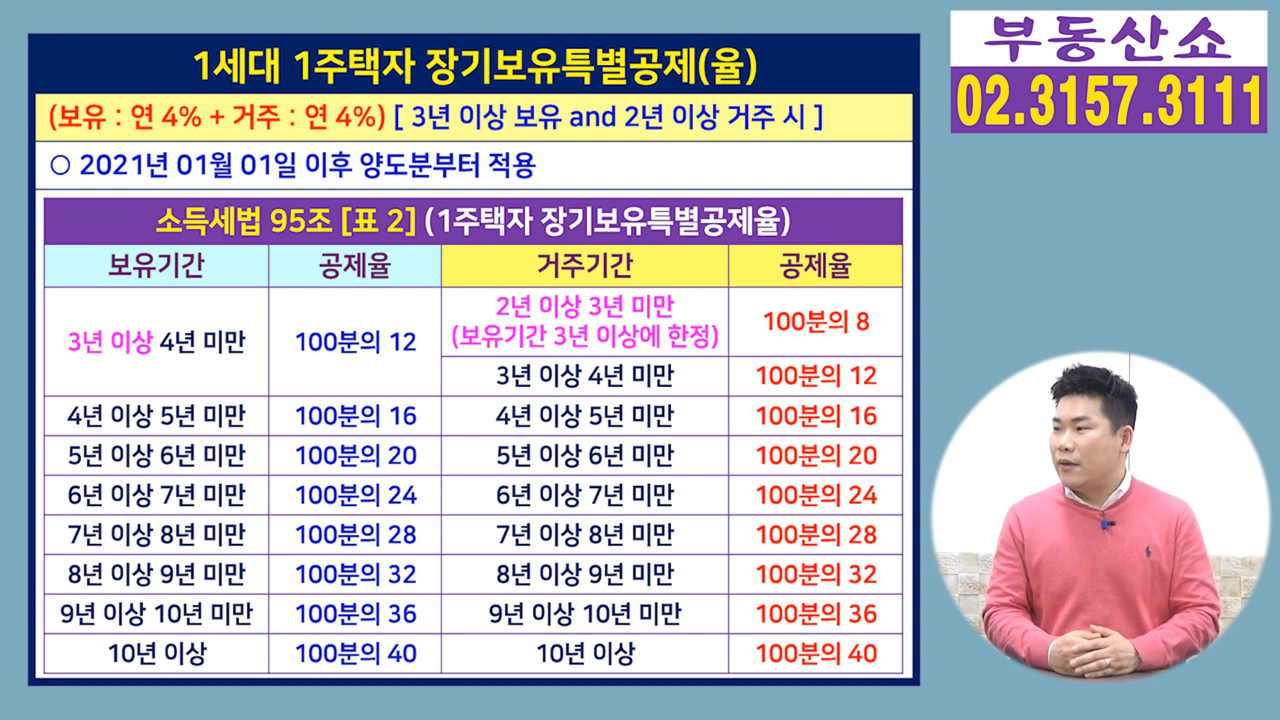 부동산쇼
02.3157.3111
1세대 1주택자 장기보유특별공제(율)
(보유 : 연 4% + 거주 : 연 4%) [ 3년 이상 보유 and 2년 이상 거주 시 ]
○ 2021년 01월 01일 이후 양도분부터 적용
소득세법 95조 [표 2] (1주택자 장기보유특별공제율)
보유기간 공제율 거주기간 공제율
3년 이상 4년 미만 100분의 12
2년 이상 3년 미만
(보유기간 3년 이상에 한정)
100분의 8
3년 이상 4년 미만 100분의 12
4년 이상 5년 미만 100분의 16 4년 이상 5년 미만 100분의 16
5년 이상 6년 미만 100분의 20 5년 이상 6년 미만 100분의 20
6년 이상 7년 미만 100분의 24 6년 이상 7년 미만 100분의 24
7년 이상 8년 미만 100분의 28 7년 이상 8년 미만 100분의 28
8년 이상 9년 미만 100분의 32 8년 이상 9년 미만 100분의 32
9년 이상 10년 미만 100분의 36 9년 이상 10년 미만 100분의 36
10년 이상 100분의 40 10년 이상 100분의 40